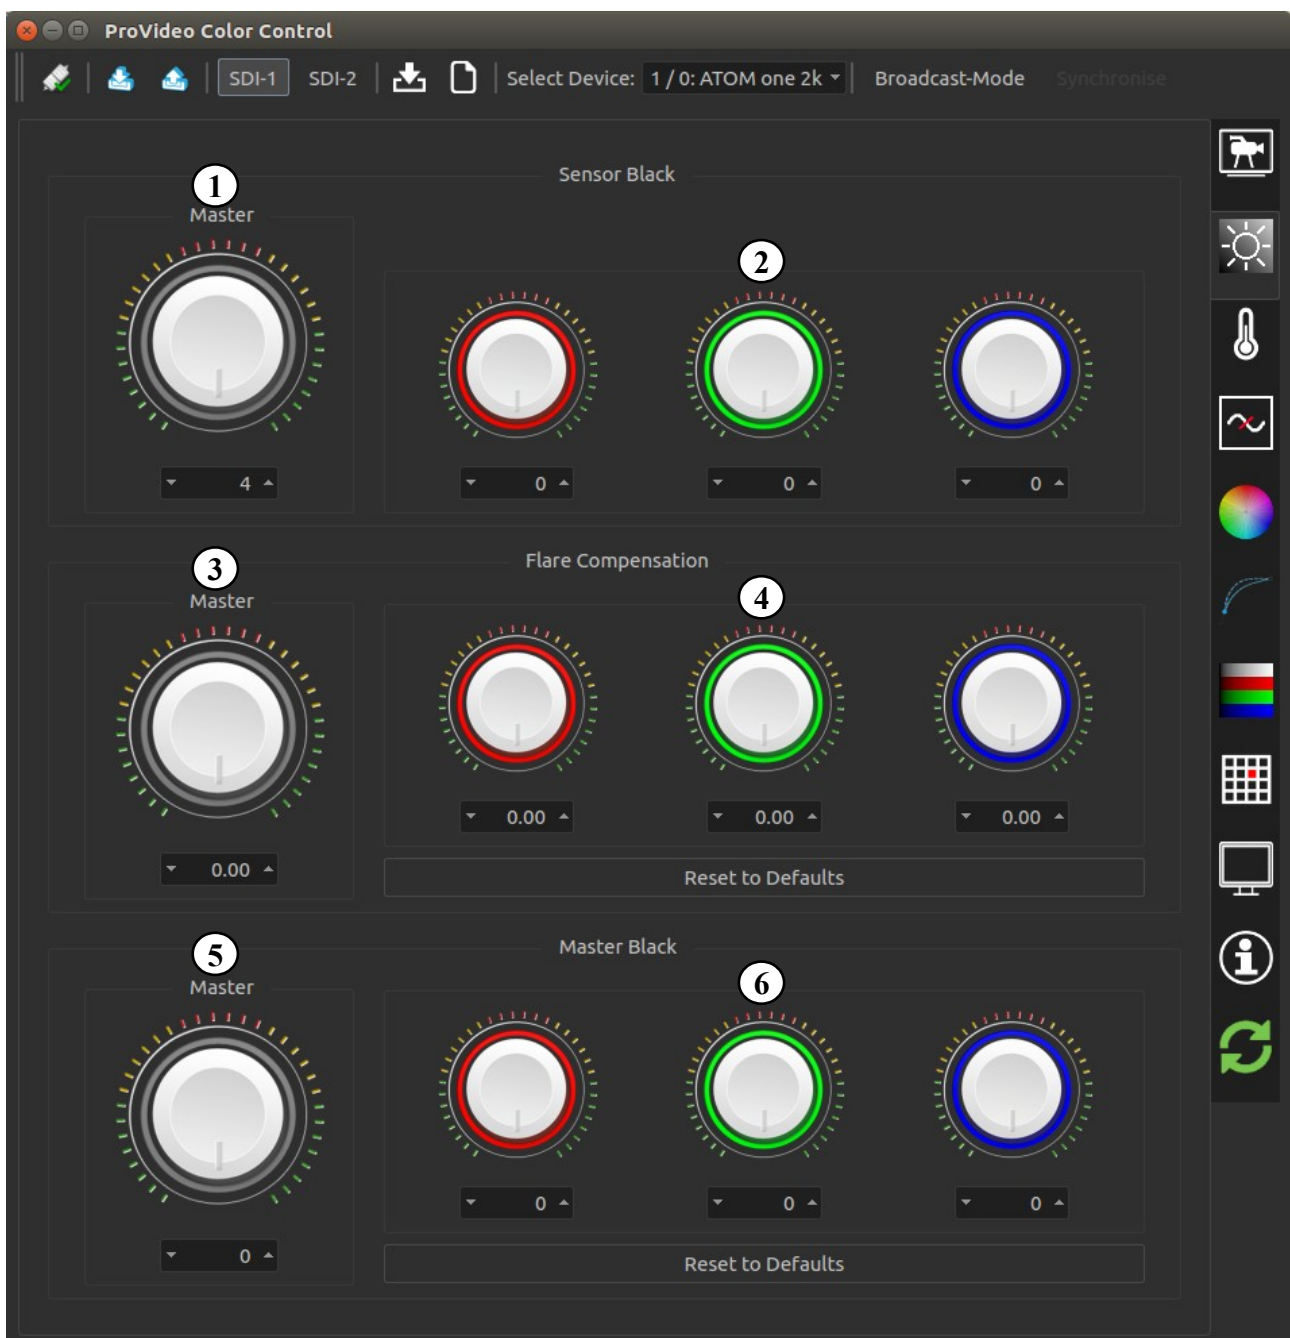 ProVideo Color Control
SDI-1 SDI-2 Select Device: 1 / 0: ATOM one 2k Broadcast-Mode Synchronise
Sensor Black
1
Master
2
4 0 0 0
Flare Compensation
3
Master
4
0.00 0.00 0.00
0.00
Reset to Defaults
Master Black
5
Master
6
0 0 0
0
Reset to Defaults